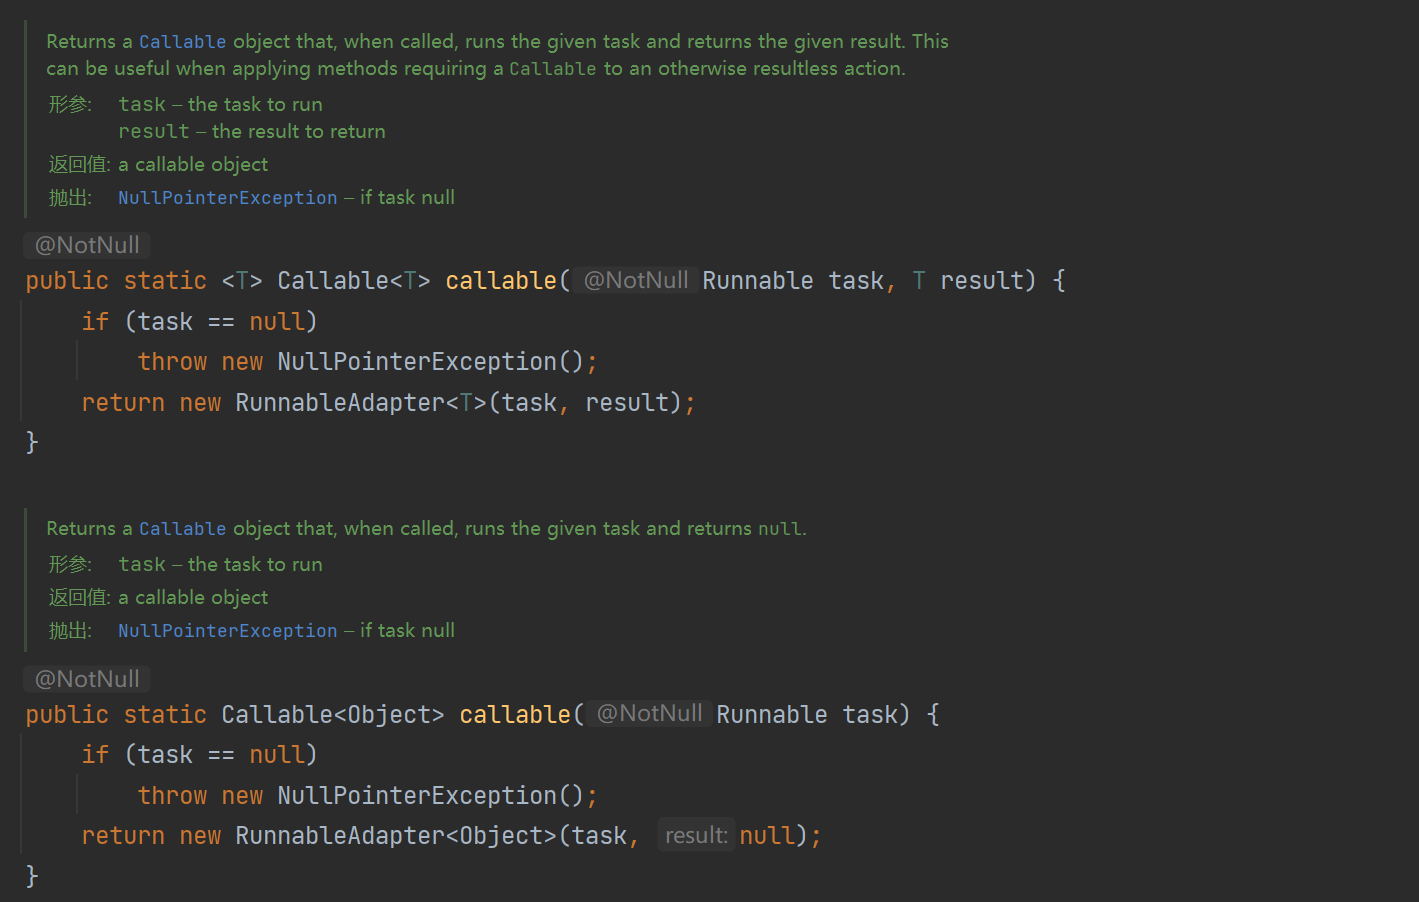 Returns a Callable object that, when called, runs the given task and returns the given result. This
can be useful when applying methods requiring a Callable to an otherwise resultless action.
形参: task – the task to run
result – the result to return
返回值: a callable object
抛出: NullPointerException – if task null
@NotNull
public static <T> Callable<T> callable( @NotNull Runnable task, T result) {
if (task == null)
throw new NullPointerException();
return new RunnableAdapter<T>(task, result);
}
Returns a Callable object that, when called, runs the given task and returns null.
形参: task – the task to run
返回值: a callable object
抛出: NullPointerException – if task null
@NotNull
public static Callable<Object> callable( @NotNull Runnable task) {
if (task == null)
throw new NullPointerException();
return new RunnableAdapter<Object>(task, result: null);
}